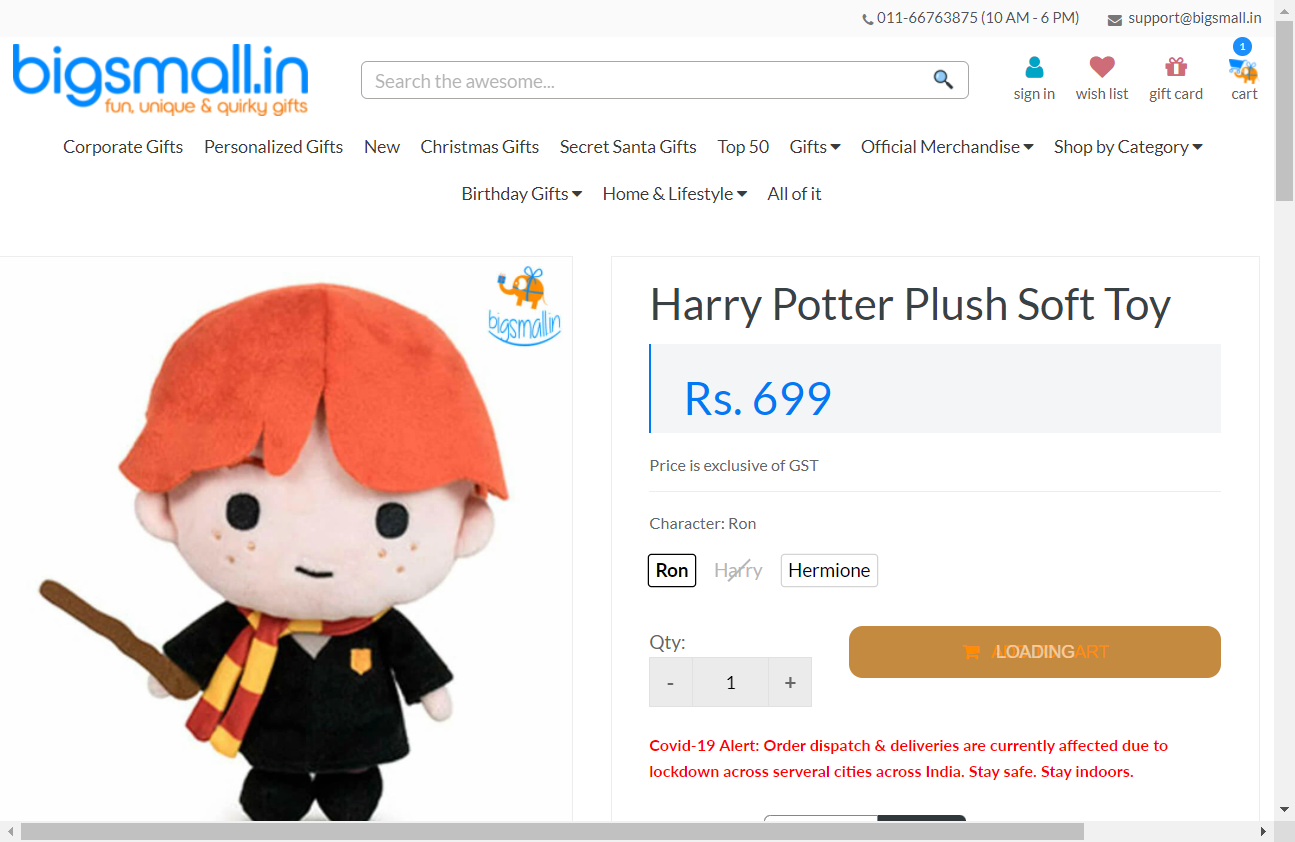 011-66763875 (10 AM - 6 PM) support@bigsmall.in
bigsmall.in
fun, unique & quirky gifts
Search the awesome...
1
sign in wish list gift card cart
Corporate Gifts Personalized Gifts New Christmas Gifts Secret Santa Gifts Top 50 Gifts Official Merchandise Shop by Category
Birthday Gifts Home & Lifestyle All of it
bigsmall.in
Harry Potter Plush Soft Toy
Rs. 699
Price is exclusive of GST
Character: Ron
Ron Harry Hermione
Qty:
- 1 +
LOADING
Covid-19 Alert: Order dispatch & deliveries are currently affected due to
lockdown across serveral cities across India. Stay safe. Stay indoors.